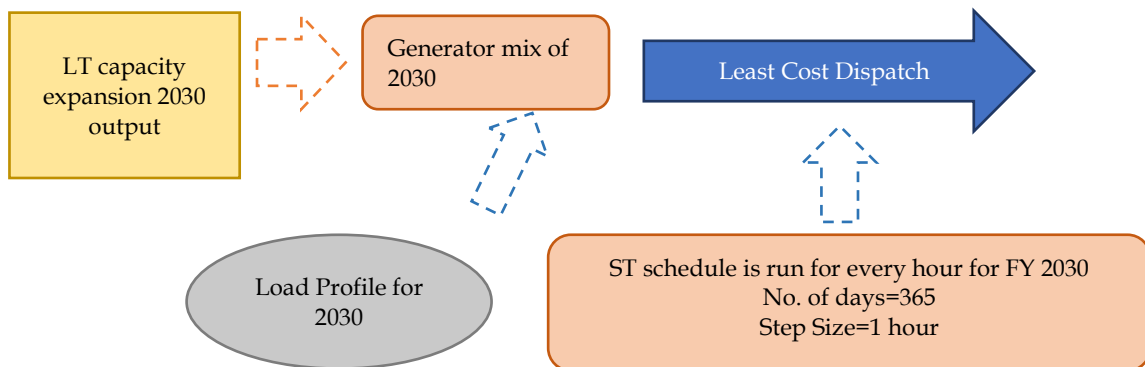 LT capacity
expansion 2030
output
Generator mix of
2030
Least Cost Dispatch
Load Profile for
2030
ST schedule is run for every hour for FY 2030
No. of days=365
Step Size=1 hour